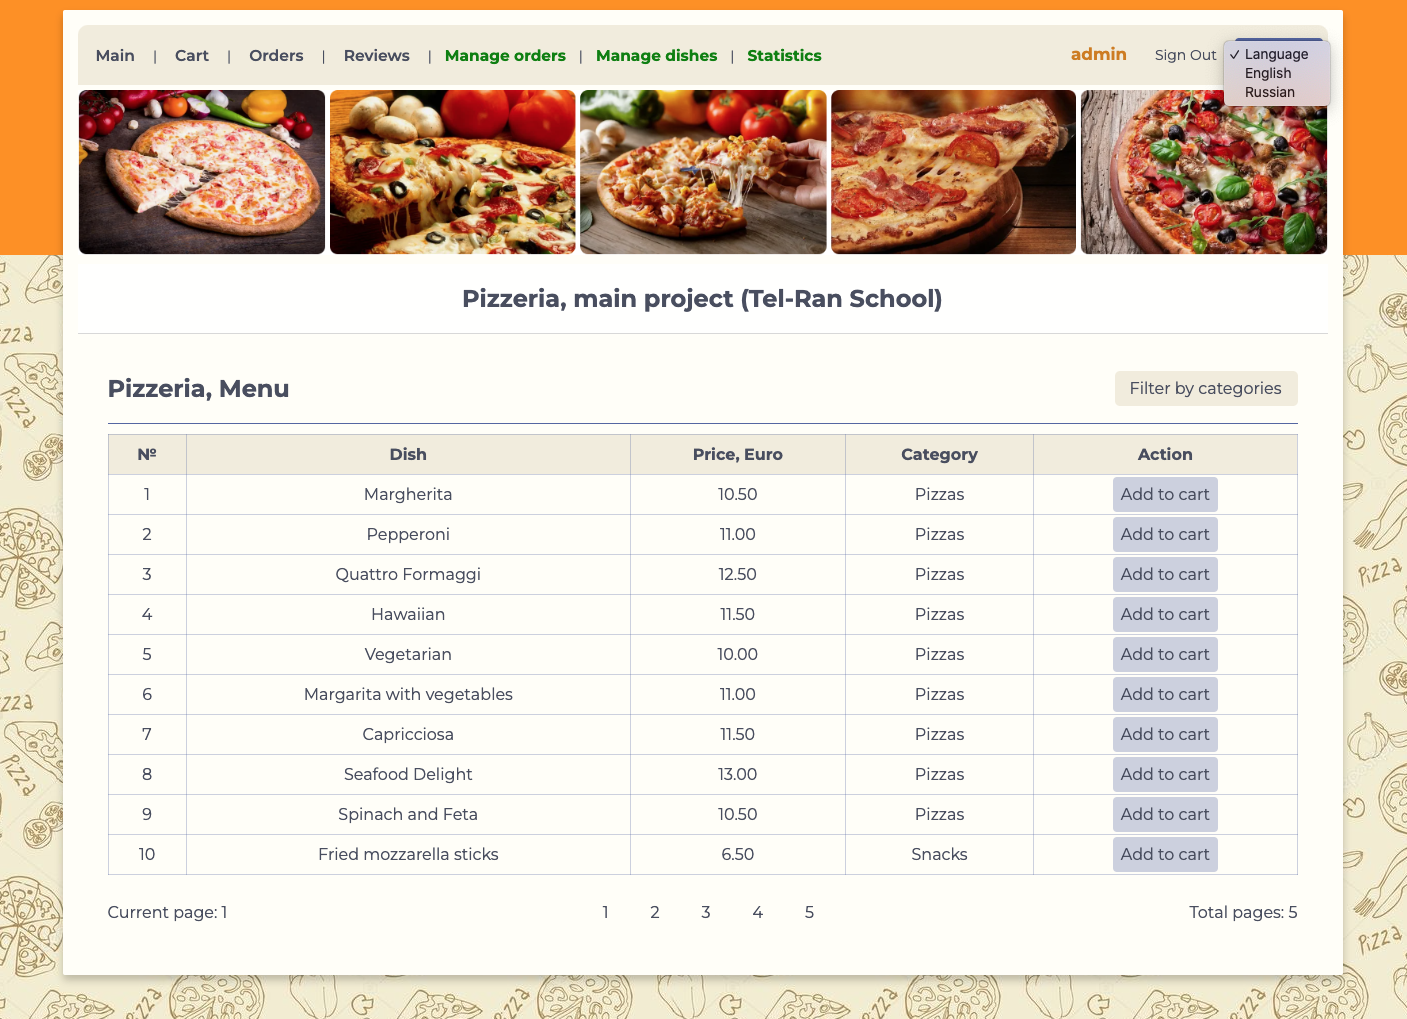 Main | Cart | Orders | Reviews | Manage orders | Manage dishes | Statistics admin Sign Out
✓ Language
English
Russian
Pizzeria, main project (Tel-Ran School)
Pizzeria, Menu Filter by categories
№ Dish Price, Euro Category Action
1 Margherita 10.50 Pizzas Add to cart
2 Pepperoni 11.00 Pizzas Add to cart
3 Quattro Formaggi 12.50 Pizzas Add to cart
4 Hawaiian 11.50 Pizzas Add to cart
5 Vegetarian 10.00 Pizzas Add to cart
6 Margarita with vegetables 11.00 Pizzas Add to cart
7 Capricciosa 11.50 Pizzas Add to cart
8 Seafood Delight 13.00 Pizzas Add to cart
9 Spinach and Feta 10.50 Pizzas Add to cart
10 Fried mozzarella sticks 6.50 Snacks Add to cart
Current page: 1 1 2 3 4 5 Total pages: 5
Pizza
Pizza
Pizza